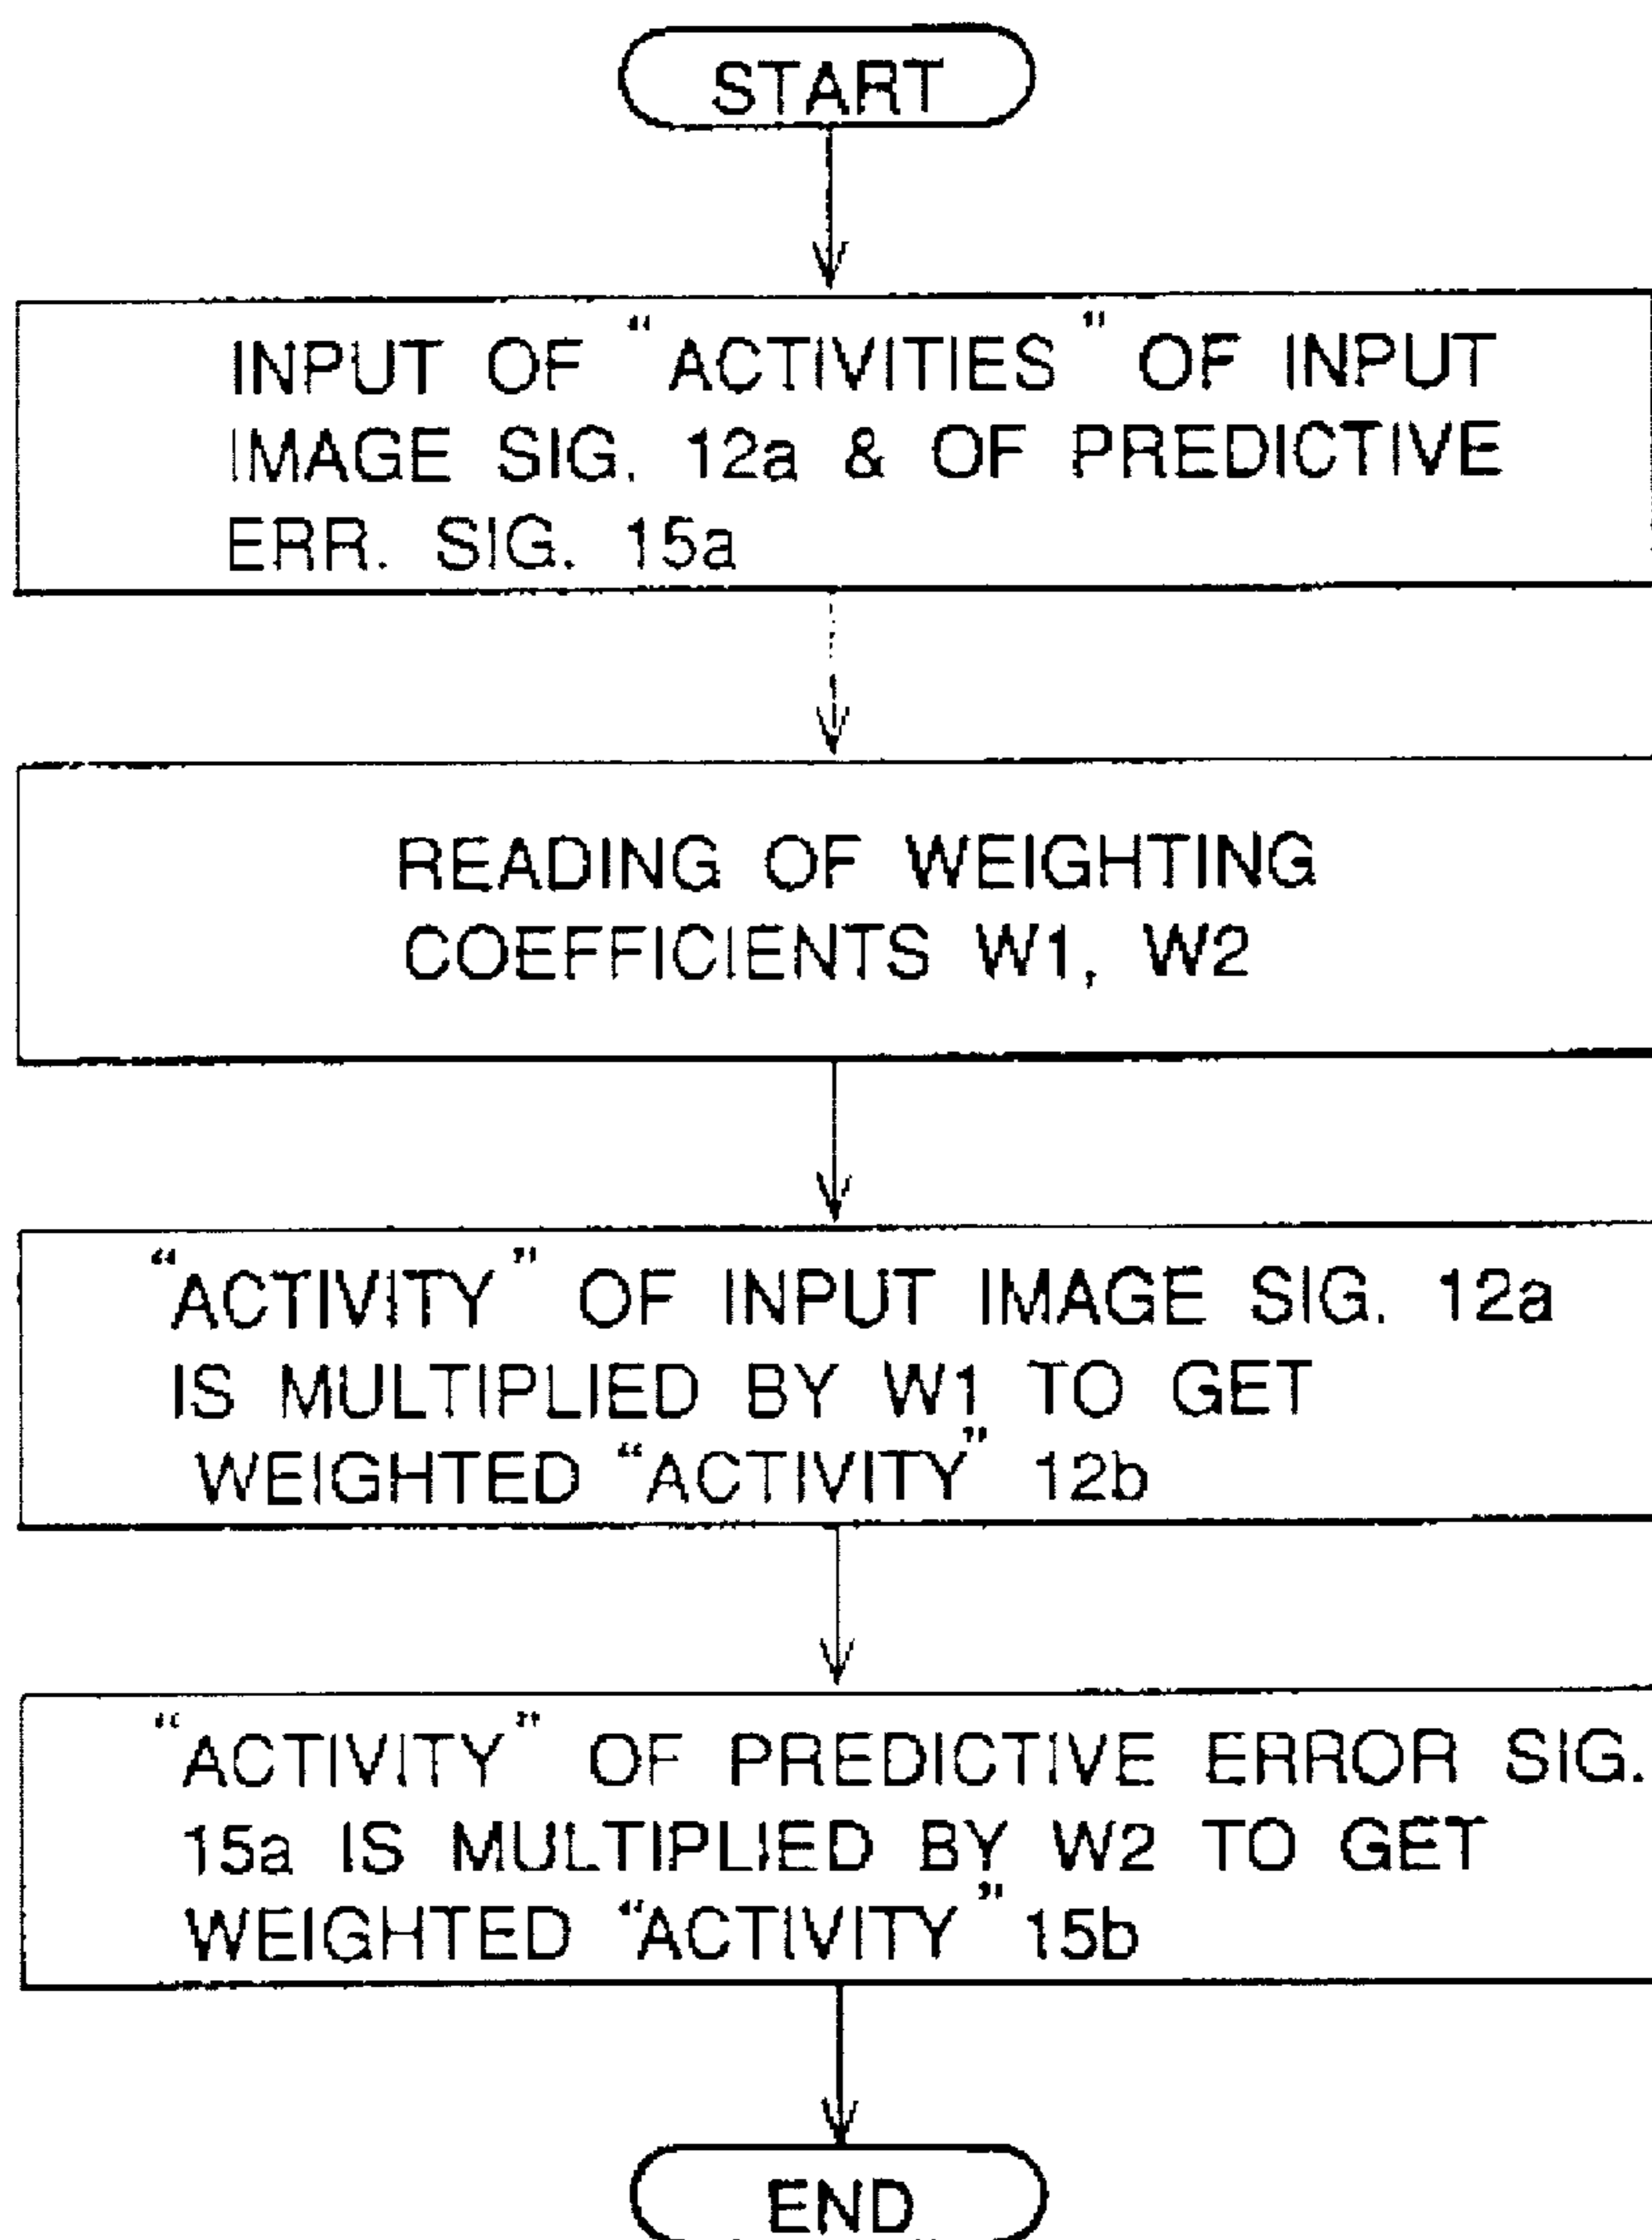 START
INPUT OF "ACTIVITIES" OF INPUT
IMAGE SIG. 12a & OF PREDICTIVE
ERR. SIG. 15a
READING OF WEIGHTING
COEFFICIENTS W1, W2
"ACTIVITY" OF INPUT IMAGE SIG. 12a
IS MULTIPLIED BY W1 TO GET
WEIGHTED "ACTIVITY" 12b
"ACTIVITY" OF PREDICTIVE ERROR SIG.
15a IS MULTIPLIED BY W2 TO GET
WEIGHTED "ACTIVITY" 15b
END